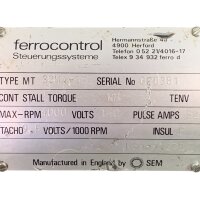 ferrocontrol
Steuerungssysteme
Hermannstraße
4900 Herford
Telefon 0 52 21/4016-17
Telex 9 34 932 ferro d
TYPE MT SERIAL No
CONT STALL TORQUE TENV
MAX-RPM VOLTS PULSE AMPS
TACHO VOLTS/1000 RPM INSUL
Manufactured in England by SEM